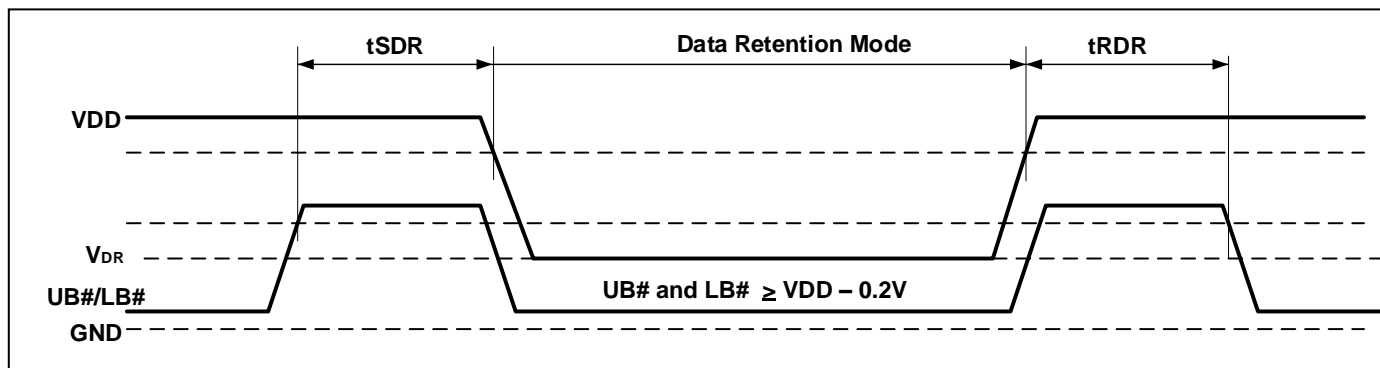 tSDR Data Retention Mode tRDR
VDD
VDR
UB#/LB#
UB# and LB# ≥ VDD – 0.2V
GND